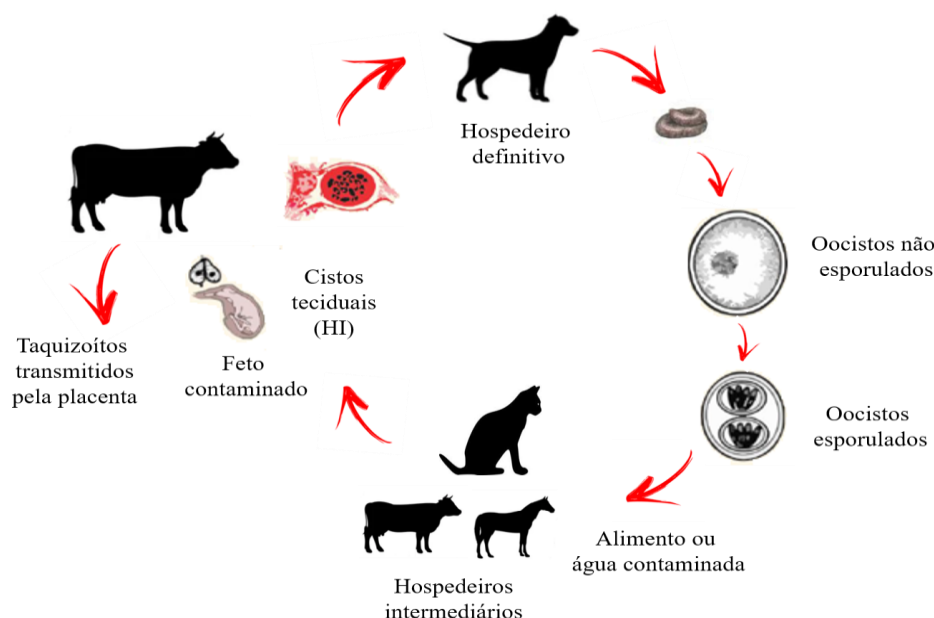 Hospedeiro
definitivo
Oocistos não
esporulados
Oocistos
esporulados
Alimento ou
água contaminada
Hospedeiros
intermediários
Cistos
teciduais
(HI)
Feto
contaminado
Taquizoítos
transmitidos
pela placenta